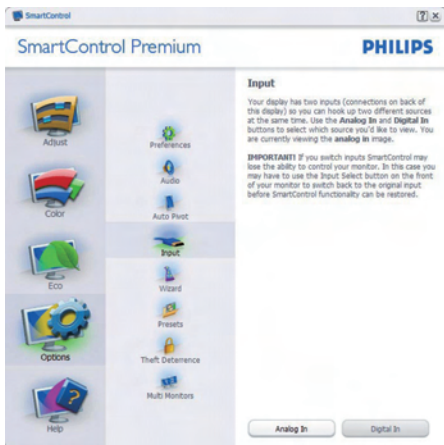 SmartControl
SmartControl Premium
PHILIPS
Adjust
Color
Eco
Options
Help
Preferences
Audio
Auto Pivot
Input
Wizard
Presets
Theft Deterrence
Multi Monitors
Input
Your display has two inputs (connections on back of
this display) so you can hook up two different sources
at the same time. Use the Analog In and Digital In
buttons to select which source you'd like to view. You
are currently viewing the analog in image.
IMPORTANT! If you switch inputs SmartControl may
lose the ability to control your monitor. In this case you
may have to use the Input Select button on the front
of your monitor to switch back to the original input
before SmartControl functionality can be restored.
Analog In
Digital In